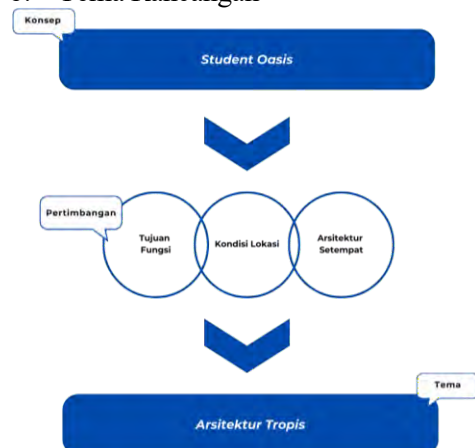 Konsep
Student Oasis
Pertimbangan
Tujuan
Fungsi
Kondisi Lokasi
Arsitektur
Setempat
Tema
Arsitektur Tropis